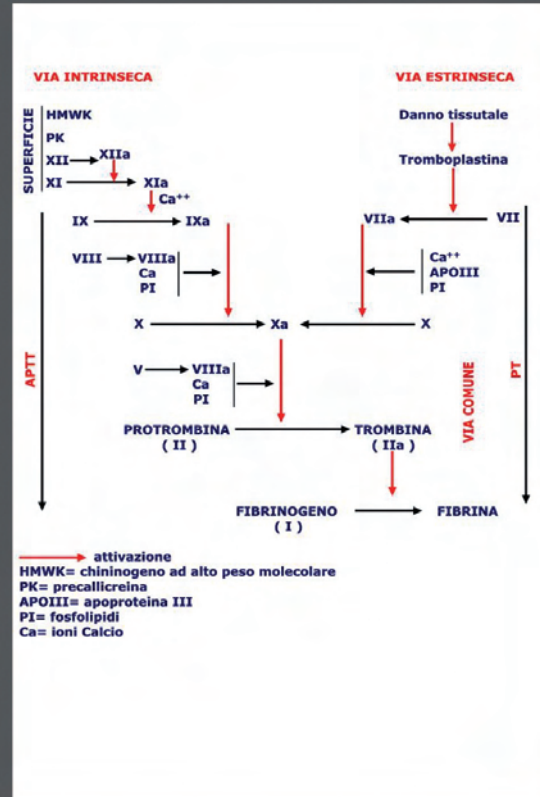 VIA INTRINSECA
VIA ESTRINSECA
SUPERFICIE
HMWK
PK
XII XIIa
XI XIa
Ca++
IX IXa
VIII VIIIa
Ca
PI
Danno tissutale
Tromboplastina
VIIa VII
Ca++
APOIII
PI
X Xa X
V VIIIa
Ca
PI
APTT
PT
VIA COMUNE
PROTROMBINA TROMBINA
( II ) ( IIa )
FIBRINOGENO FIBRINA
( I )
attivazione
HMWK= chininogeno ad alto peso molecolare
PK= precallicreina
APOIII= apoproteina III
PI= fosfolipidi
Ca= ioni Calcio